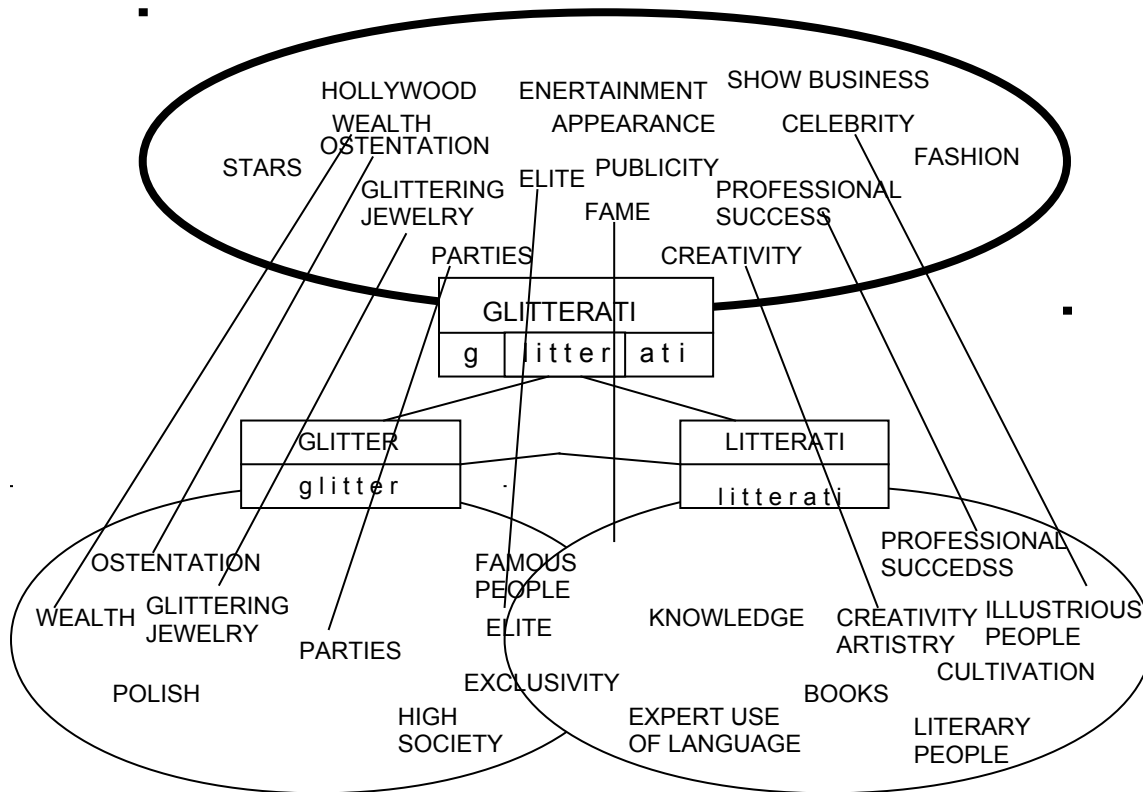 SHOW BUSINESS
HOLLYWOOD
ENERTAINMENT
WEALTH
APPEARANCE
CELEBRITY
OSTENTATION
FASHION
STARS
PUBLICITY
ELITE
GLITTERING
JEWELRY
PROFESSIONAL
SUCCESS
FAME
PARTIES
CREATIVITY
GLITTERATI
g litter ati
GLITTER
LITTERATI
glitter
litterati
OSTENTATION
FAMOUS
PEOPLE
PROFESSIONAL
SUCCEDSS
WEALTH
GLITTERING
JEWELRY
ELITE
KNOWLEDGE
CREATIVITY
ARTISTRY
ILLUSTRIOUS
PEOPLE
PARTIES
CULTIVATION
POLISH
EXCLUSIVITY
BOOKS
HIGH
SOCIETY
EXPERT USE
OF LANGUAGE
LITERARY
PEOPLE